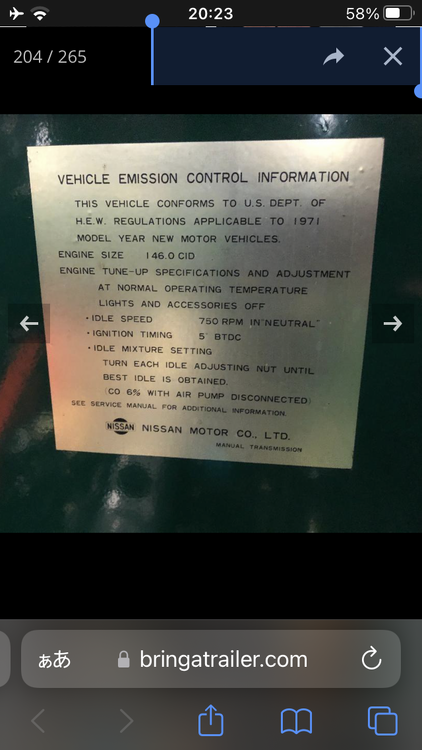 20:23
58%
204 / 265
VEHICLE EMISSION CONTROL INFORMATION
THIS VEHICLE CONFORMS TO U.S. DEPT. OF
H.E.W. REGULATIONS APPLICABLE TO 1971
MODEL YEAR NEW MOTOR VEHICLES.
ENGINE SIZE 146.0 CID
ENGINE TUNE-UP SPECIFICATIONS AND ADJUSTMENT
AT NORMAL OPERATING TEMPERATURE
LIGHTS AND ACCESSORIES OFF
・IDLE SPEED 750 RPM IN "NEUTRAL"
・IGNITION TIMING 5° BTDC
・IDLE MIXTURE SETTING
TURN EACH IDLE ADJUSTING NUT UNTIL
BEST IDLE IS OBTAINED.
(CO 6% WITH AIR PUMP DISCONNECTED)
SEE SERVICE MANUAL FOR ADDITIONAL INFORMATION.
NISSAN NISSAN MOTOR CO., LTD.
MANUAL TRANSMISSION
ぁあ bringatrailer.com